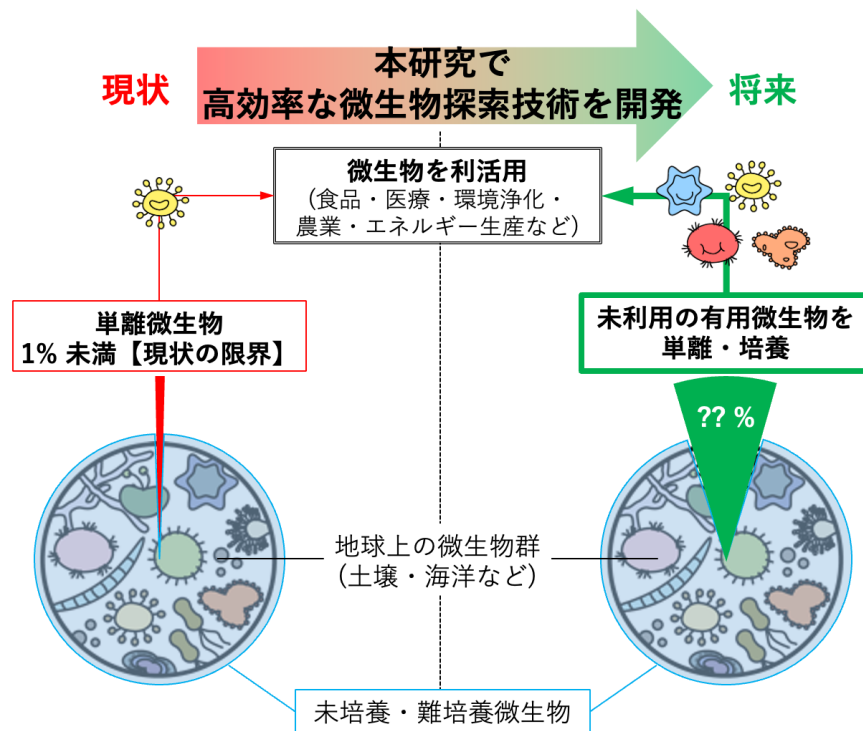 現状
本研究で
高効率な微生物探索技術を開発
将来
微生物を利活用
(食品・医療・環境浄化・
農業・エネルギー生産など)
単離微生物
1% 未満【現状の限界】
未利用の有用微生物を
単離・培養
?? %
地球上の微生物群
(土壌・海洋など)
未培養・難培養微生物